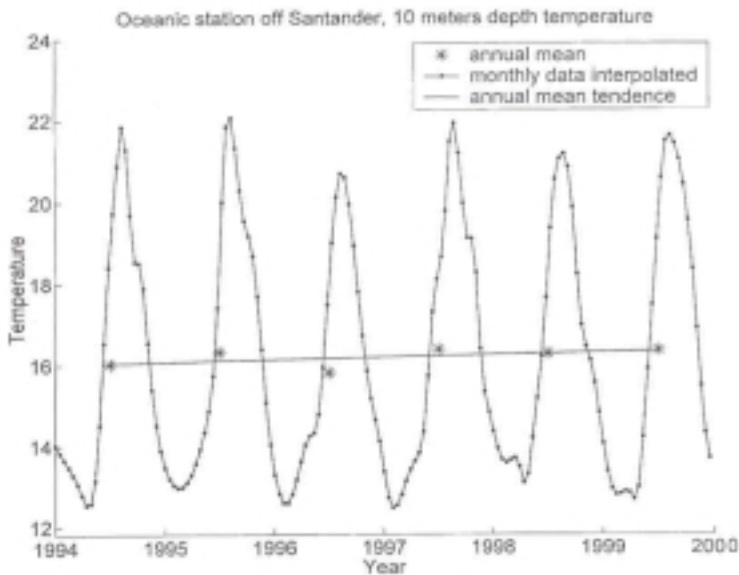 Oceanic station off Santander, 10 meters depth temperature
24
annual mean
monthly data interpolated
annual mean tendence
22
20
18
Temperature
16
14
12
1994 1995 1996 1997 1998 1999 2000
Year